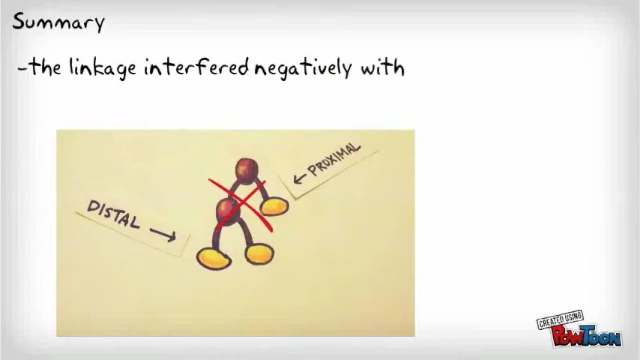 Summary
-the linkage interfered negatively with
← PROXIMAL
DISTAL →
CREATED USING
POWTOON